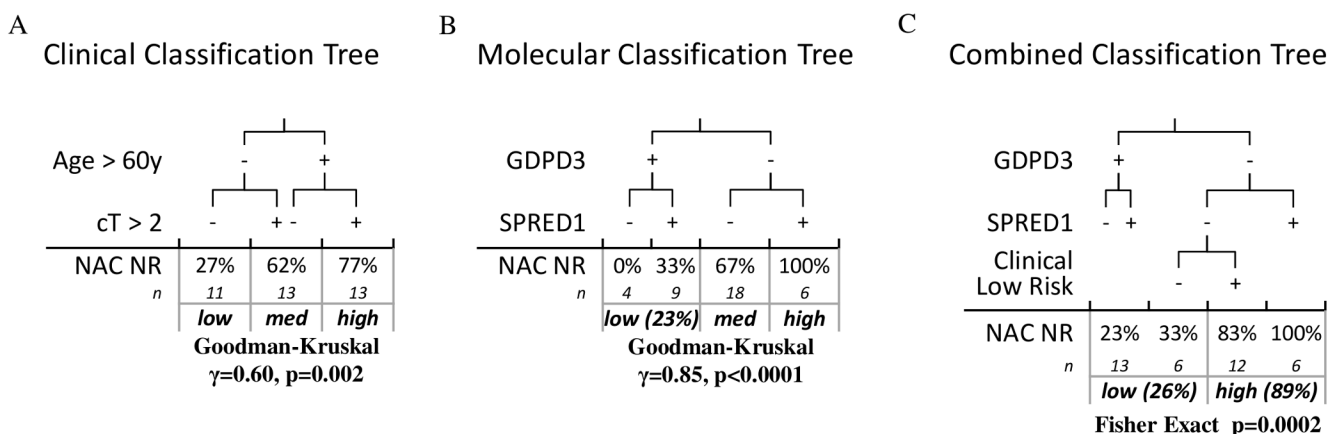 A
Clinical Classification Tree
Age > 60y - +
cT > 2 - + - +
NAC NR 27% 62% 77%
n 11 13 13
low med high
Goodman-Kruskal
γ=0.60, p=0.002
B
Molecular Classification Tree
GDPD3 + -
SPRED1 - + - +
NAC NR 0% 33% 67% 100%
n 4 9 18 6
low (23%) med high
Goodman-Kruskal
γ=0.85, p<0.0001
C
Combined Classification Tree
GDPD3 + -
SPRED1 - + - +
Clinical
Low Risk - +
NAC NR 23% 33% 83% 100%
n 13 6 12 6
low (26%) high (89%)
Fisher Exact p=0.0002